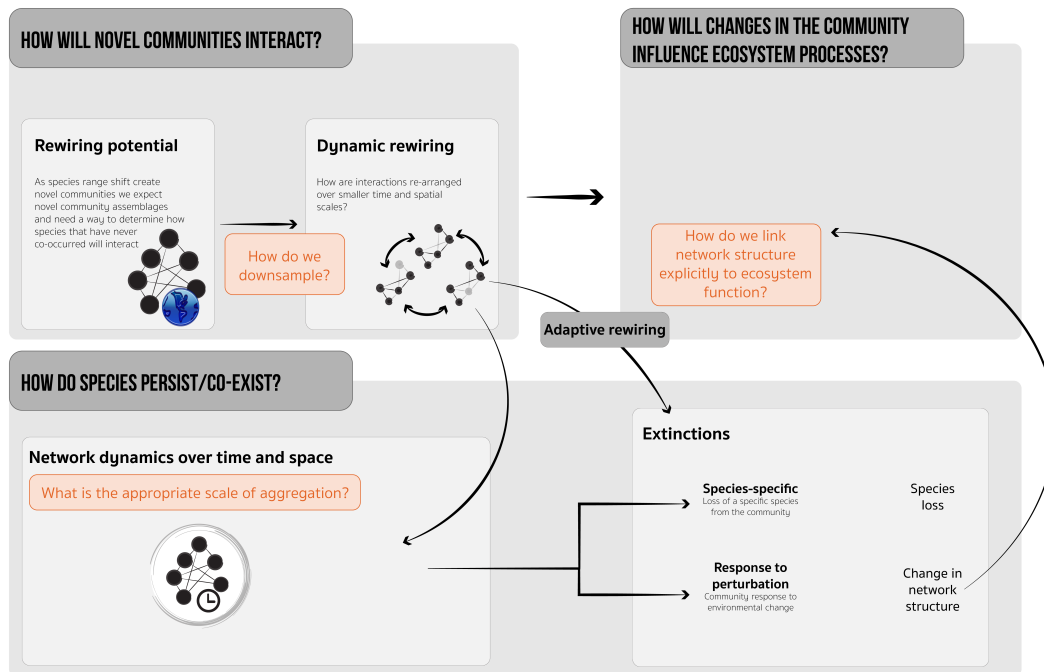 HOW WILL NOVEL COMMUNITIES INTERACT?
Rewiring potential
As species range shift create
novel communities we expect
novel community assemblages
and need a way to determine how
species that have never
co-occurred will interact
How do we
downsample?
Dynamic rewiring
How are interactions re-arranged
over smaller time and spatial
scales?
HOW WILL CHANGES IN THE COMMUNITY
INFLUENCE ECOSYSTEM PROCESSES?
How do we link
network structure
explicitly to ecosystem
function?
Adaptive rewiring
HOW DO SPECIES PERSIST/CO-EXIST?
Network dynamics over time and space
What is the appropriate scale of aggregation?
Extinctions
Species-specific
Loss of a specific species
from the community
Species
loss
Response to
perturbation
Community response to
environmental change
Change in
network
structure